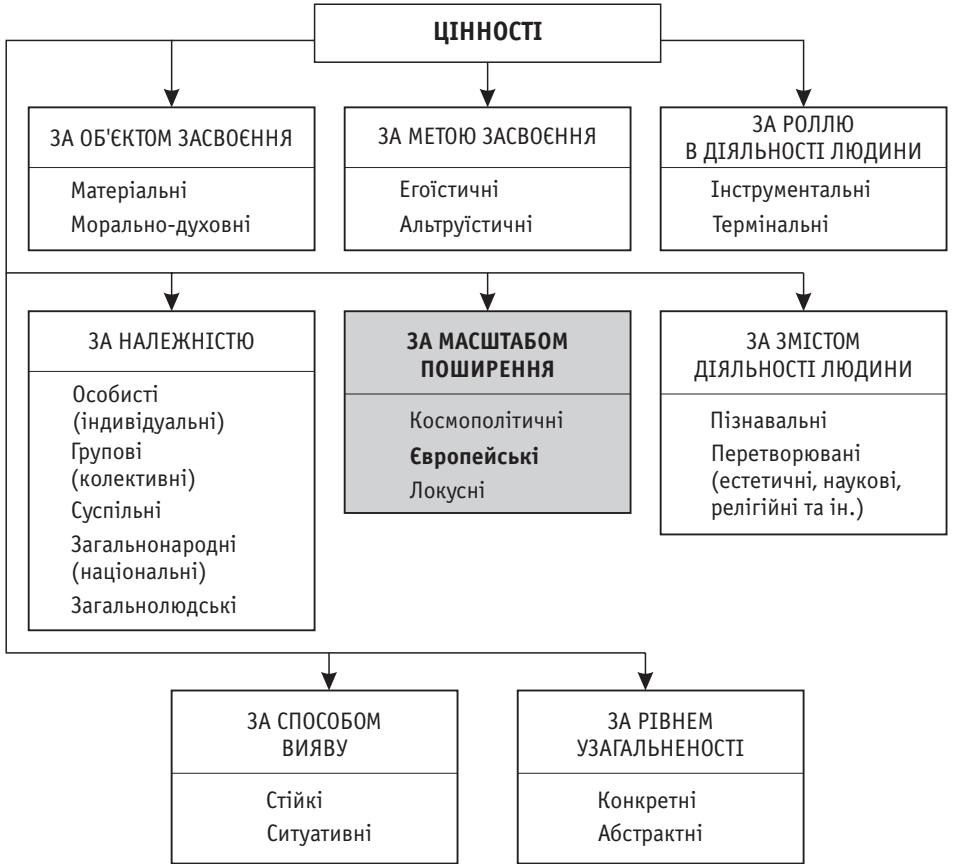 ЦІННОСТІ
ЗА ОБ'ЄКТОМ ЗАСВОЄННЯ
Матеріальні
Морально-духовні
ЗА МЕТОЮ ЗАСВОЄННЯ
Егоїстичні
Альтруїстичні
ЗА РОЛЛЮ
В ДІЯЛЬНОСТІ ЛЮДИНИ
Інструментальні
Термінальні
ЗА НАЛЕЖНІСТЮ
Особисті
(індивідуальні)
Групові
(колективні)
Суспільні
Загальнонародні
(національні)
Загальнолюдські
ЗА МАСШТАБОМ
ПОШИРЕННЯ
Космополітичні
Європейські
Локусні
ЗА ЗМІСТОМ
ДІЯЛЬНОСТІ ЛЮДИНИ
Пізнавальні
Перетворювані
(естетичні, наукові,
релігійні та ін.)
ЗА СПОСОБОМ
ВИЯВУ
Стійкі
Ситуативні
ЗА РІВНЕМ
УЗАГАЛЬНЕНОСТІ
Конкретні
Абстрактні